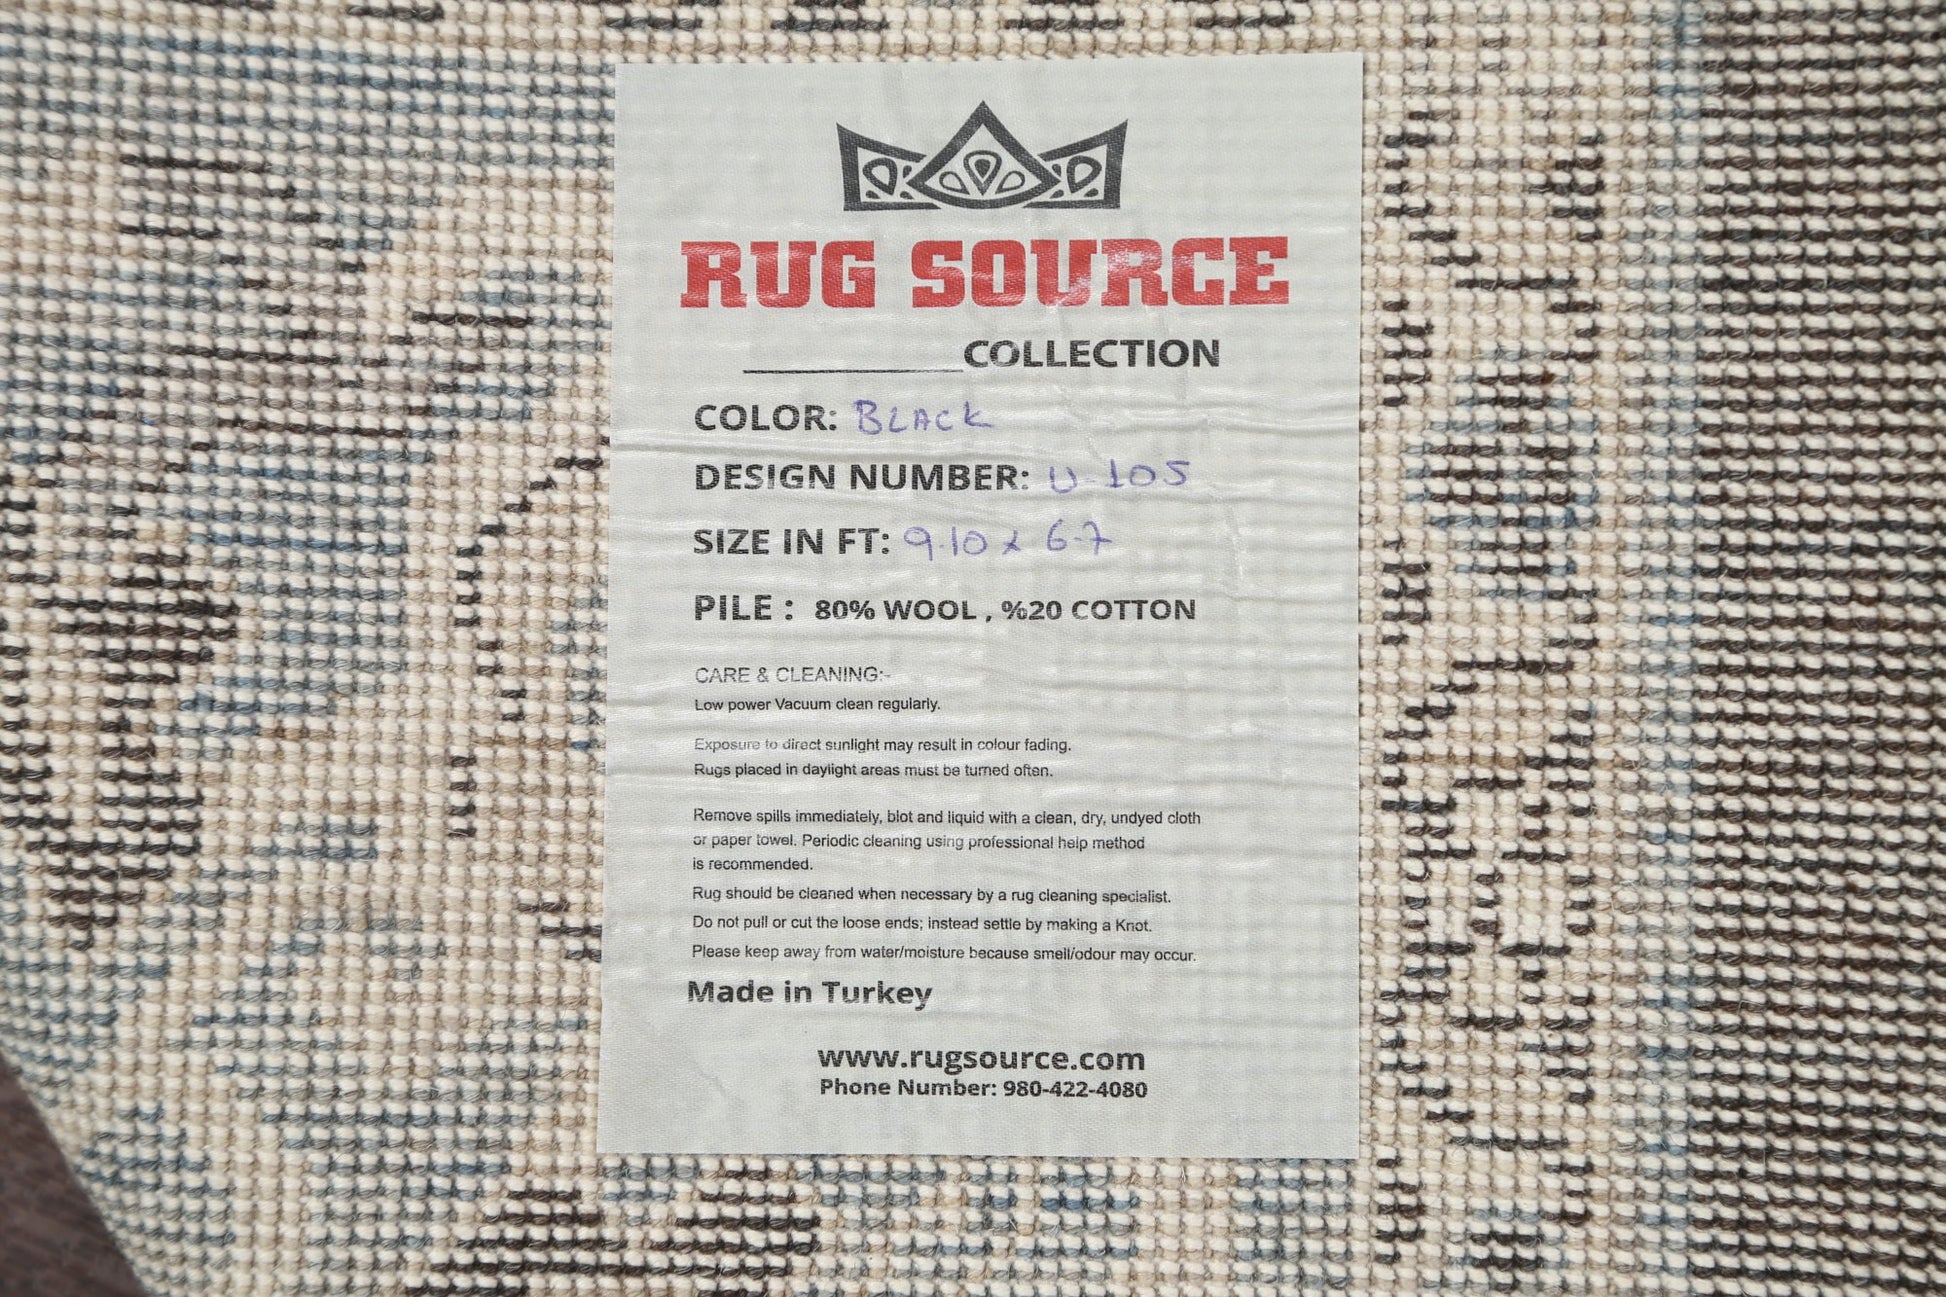 RUG SOURCE
____________COLLECTION
COLOR: BLACK
DESIGN NUMBER: U-105
SIZE IN FT: 9-10 x 6-7
PILE : 80% WOOL , %20 COTTON
CARE & CLEANING:-
Low power Vacuum clean regularly.
Exposure to direct sunlight may result in colour fading.
Rugs placed in daylight areas must be turned often.
Remove spills immediately, blot and liquid with a clean, dry, undyed cloth
or paper towel. Periodic cleaning using professional help method
is recommended.
Rug should be cleaned when necessary by a rug cleaning specialist.
Do not pull or cut the loose ends; instead settle by making a Knot.
Please keep away from water/moisture because smell/odour may occur.
Made in Turkey
www.rugsource.com
Phone Number: 980-422-4080